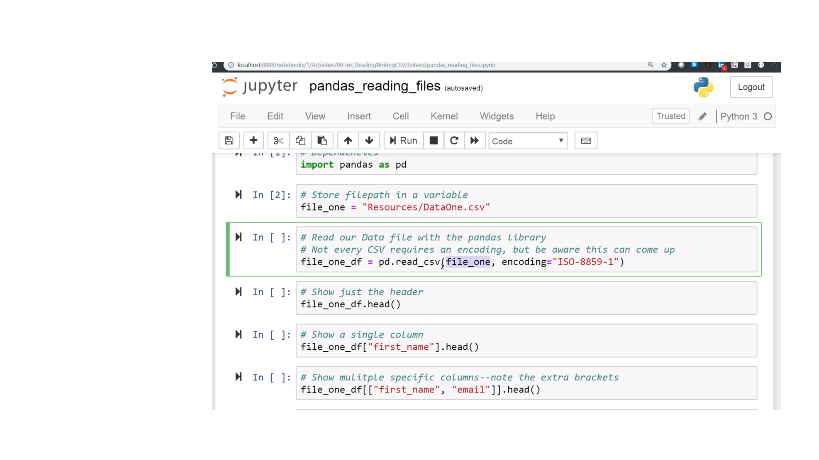 localhost:8888/notebooks/1/Activities/09-Ins_ReadingWritingCSV/Solved/pandas_reading_files.ipynb
jupyter pandas_reading_files (autosaved) Logout
File Edit View Insert Cell Kernel Widgets Help Trusted Python 3
Run Code
In [1]: # Dependencies
import pandas as pd
In [2]: # Store filepath in a variable
file_one = "Resources/DataOne.csv"
In [ ]: # Read our Data file with the pandas library
# Not every CSV requires an encoding, but be aware this can come up
file_one_df = pd.read_csv(file_one, encoding="ISO-8859-1")
In [ ]: # Show just the header
file_one_df.head()
In [ ]: # Show a single column
file_one_df["first_name"].head()
In [ ]: # Show mulitple specific columns--note the extra brackets
file_one_df[["first_name", "email"]].head()